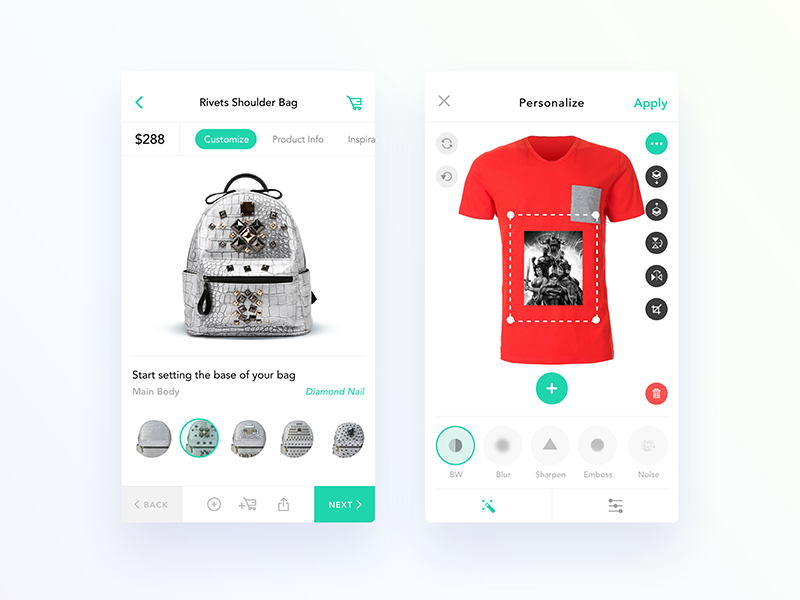 Rivets Shoulder Bag
$288
Customize
Product Info
Inspira
Start setting the base of your bag
Main Body
Diamond Nail
BACK
NEXT
Personalize
Apply
BW
Blur
Sharpen
Emboss
Noise